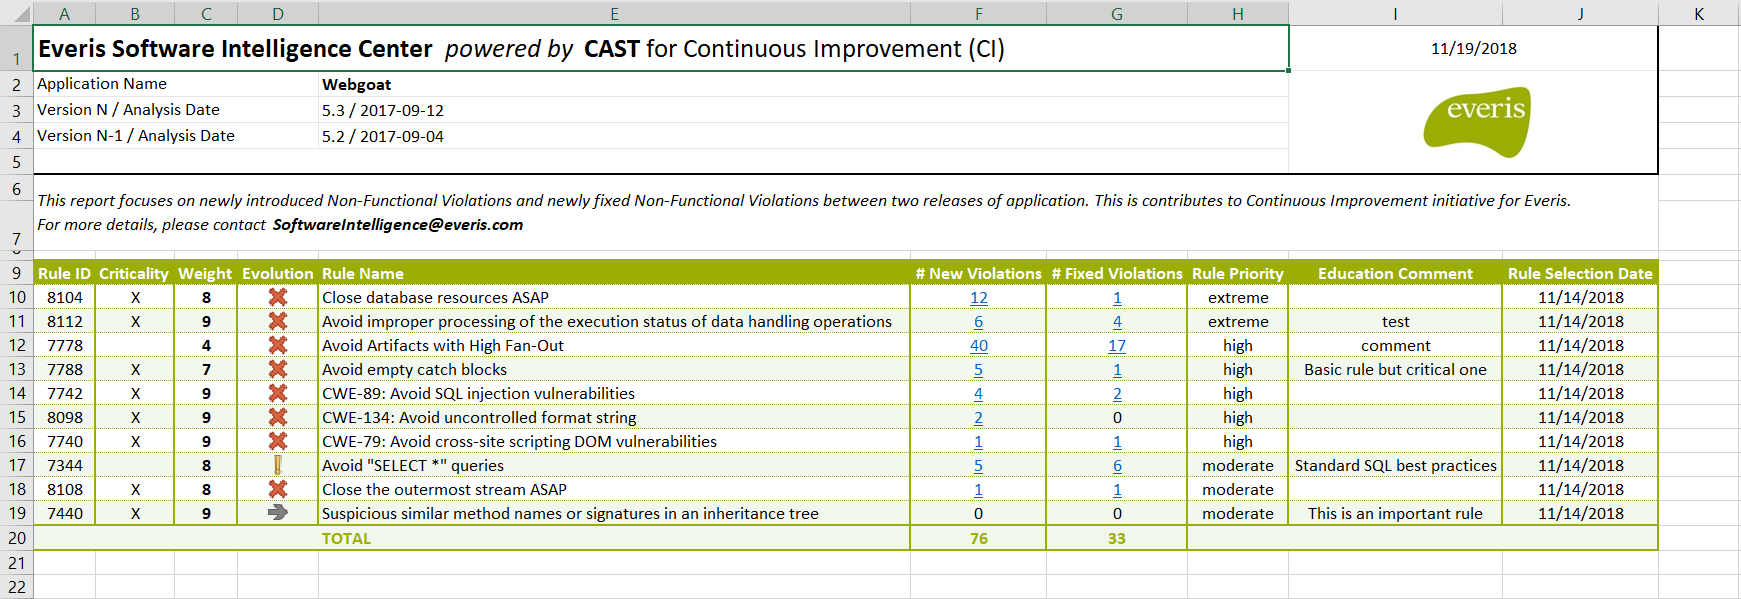 A B C D E F G H I J K
1 Everis Software Intelligence Center powered by CAST for Continuous Improvement (CI) 11/19/2018
2 Application Name Webgoat
everis
3 Version N / Analysis Date 5.3 / 2017-09-12
4 Version N-1 / Analysis Date 5.2 / 2017-09-04
5
6
This report focuses on newly introduced Non-Functional Violations and newly fixed Non-Functional Violations between two releases of application. This is contributes to Continuous Improvement initiative for Everis.
7 For more details, please contact SoftwareIntelligence@everis.com
9 Rule ID Criticality Weight Evolution Rule Name # New Violations # Fixed Violations Rule Priority Education Comment Rule Selection Date
10 8104 X 8 Close database resources ASAP 12 1 extreme 11/14/2018
11 8112 X 9 Avoid improper processing of the execution status of data handling operations 6 4 extreme test 11/14/2018
12 7778 4 Avoid Artifacts with High Fan-Out 40 17 high comment 11/14/2018
13 7788 X 7 Avoid empty catch blocks 5 1 high Basic rule but critical one 11/14/2018
14 7742 X 9 CWE-89: Avoid SQL injection vulnerabilities 4 2 high 11/14/2018
15 8098 X 9 CWE-134: Avoid uncontrolled format string 2 0 high 11/14/2018
16 7740 X 9 CWE-79: Avoid cross-site scripting DOM vulnerabilities 1 1 high 11/14/2018
17 7344 8 Avoid "SELECT *" queries 5 6 moderate Standard SQL best practices 11/14/2018
18 8108 X 8 Close the outermost stream ASAP 1 1 moderate 11/14/2018
19 7440 X 9 Suspicious similar method names or signatures in an inheritance tree 0 0 moderate This is an important rule 11/14/2018
20 TOTAL 76 33
21
22